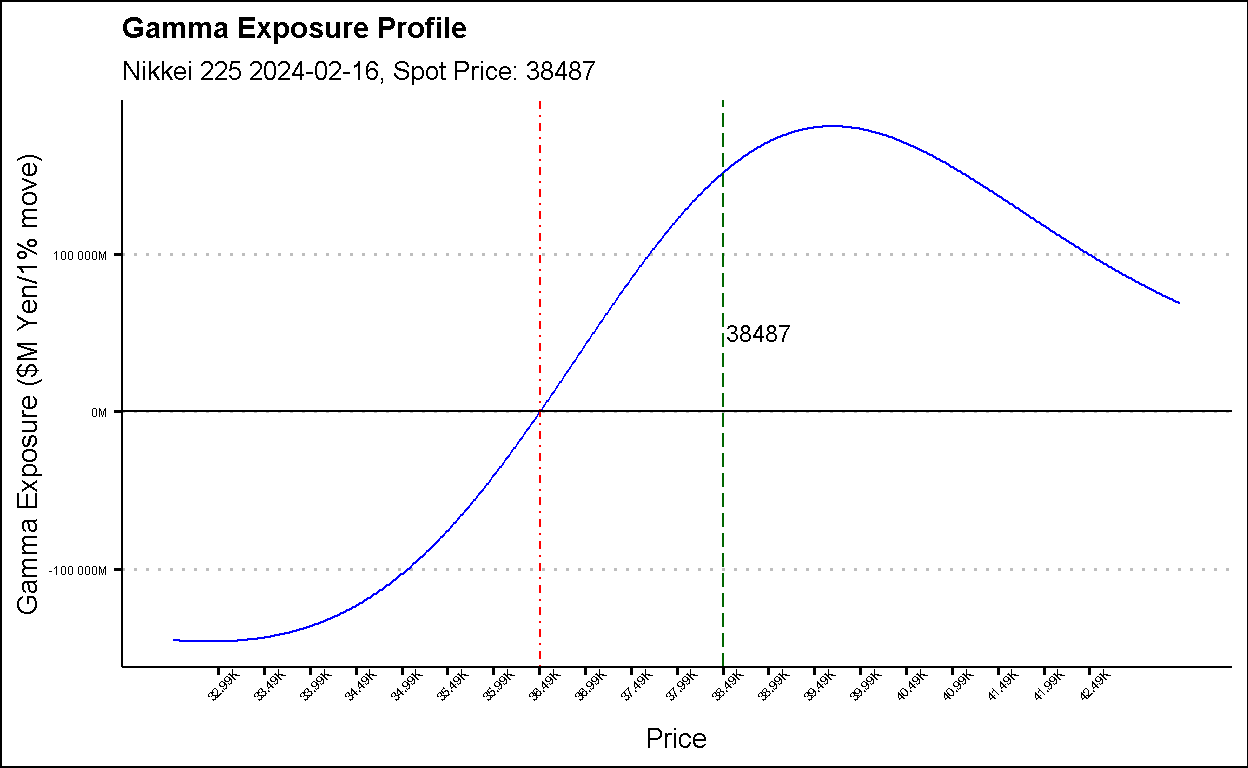 Gamma Exposure Profile
Nikkei 225 2024-02-16, Spot Price: 38487
Gamma Exposure ($M Yen/1% move)
100 000M
0M
-100 000M
38487
32.99K
33.49K
33.99K
34.49K
34.99K
35.49K
35.99K
36.49K
36.99K
37.49K
37.99K
38.49K
38.99K
39.49K
39.99K
40.49K
40.99K
41.49K
41.99K
42.49K
Price